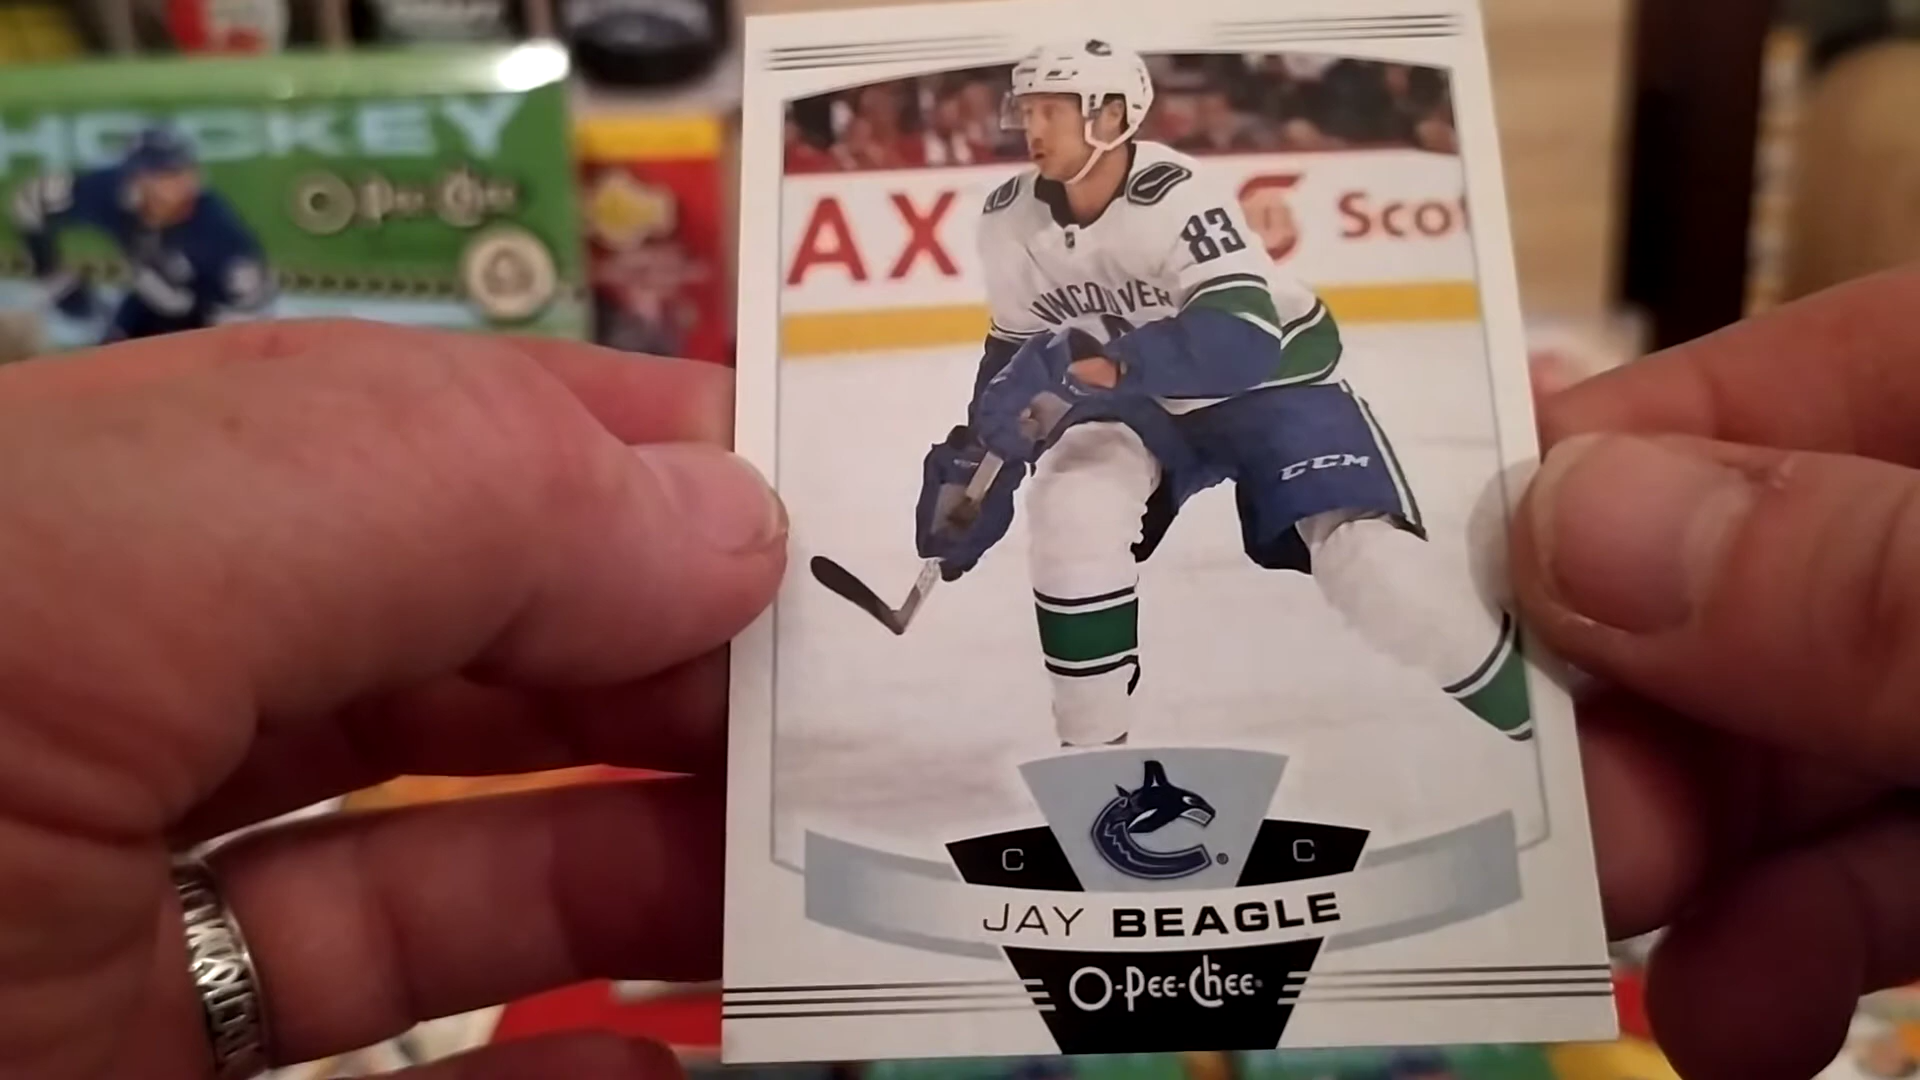 HOCKEY
O-Pee-Chee
AX
Scot
83
VANCOUVER
CCM
C
C
JAY BEAGLE
O-Pee-Chee